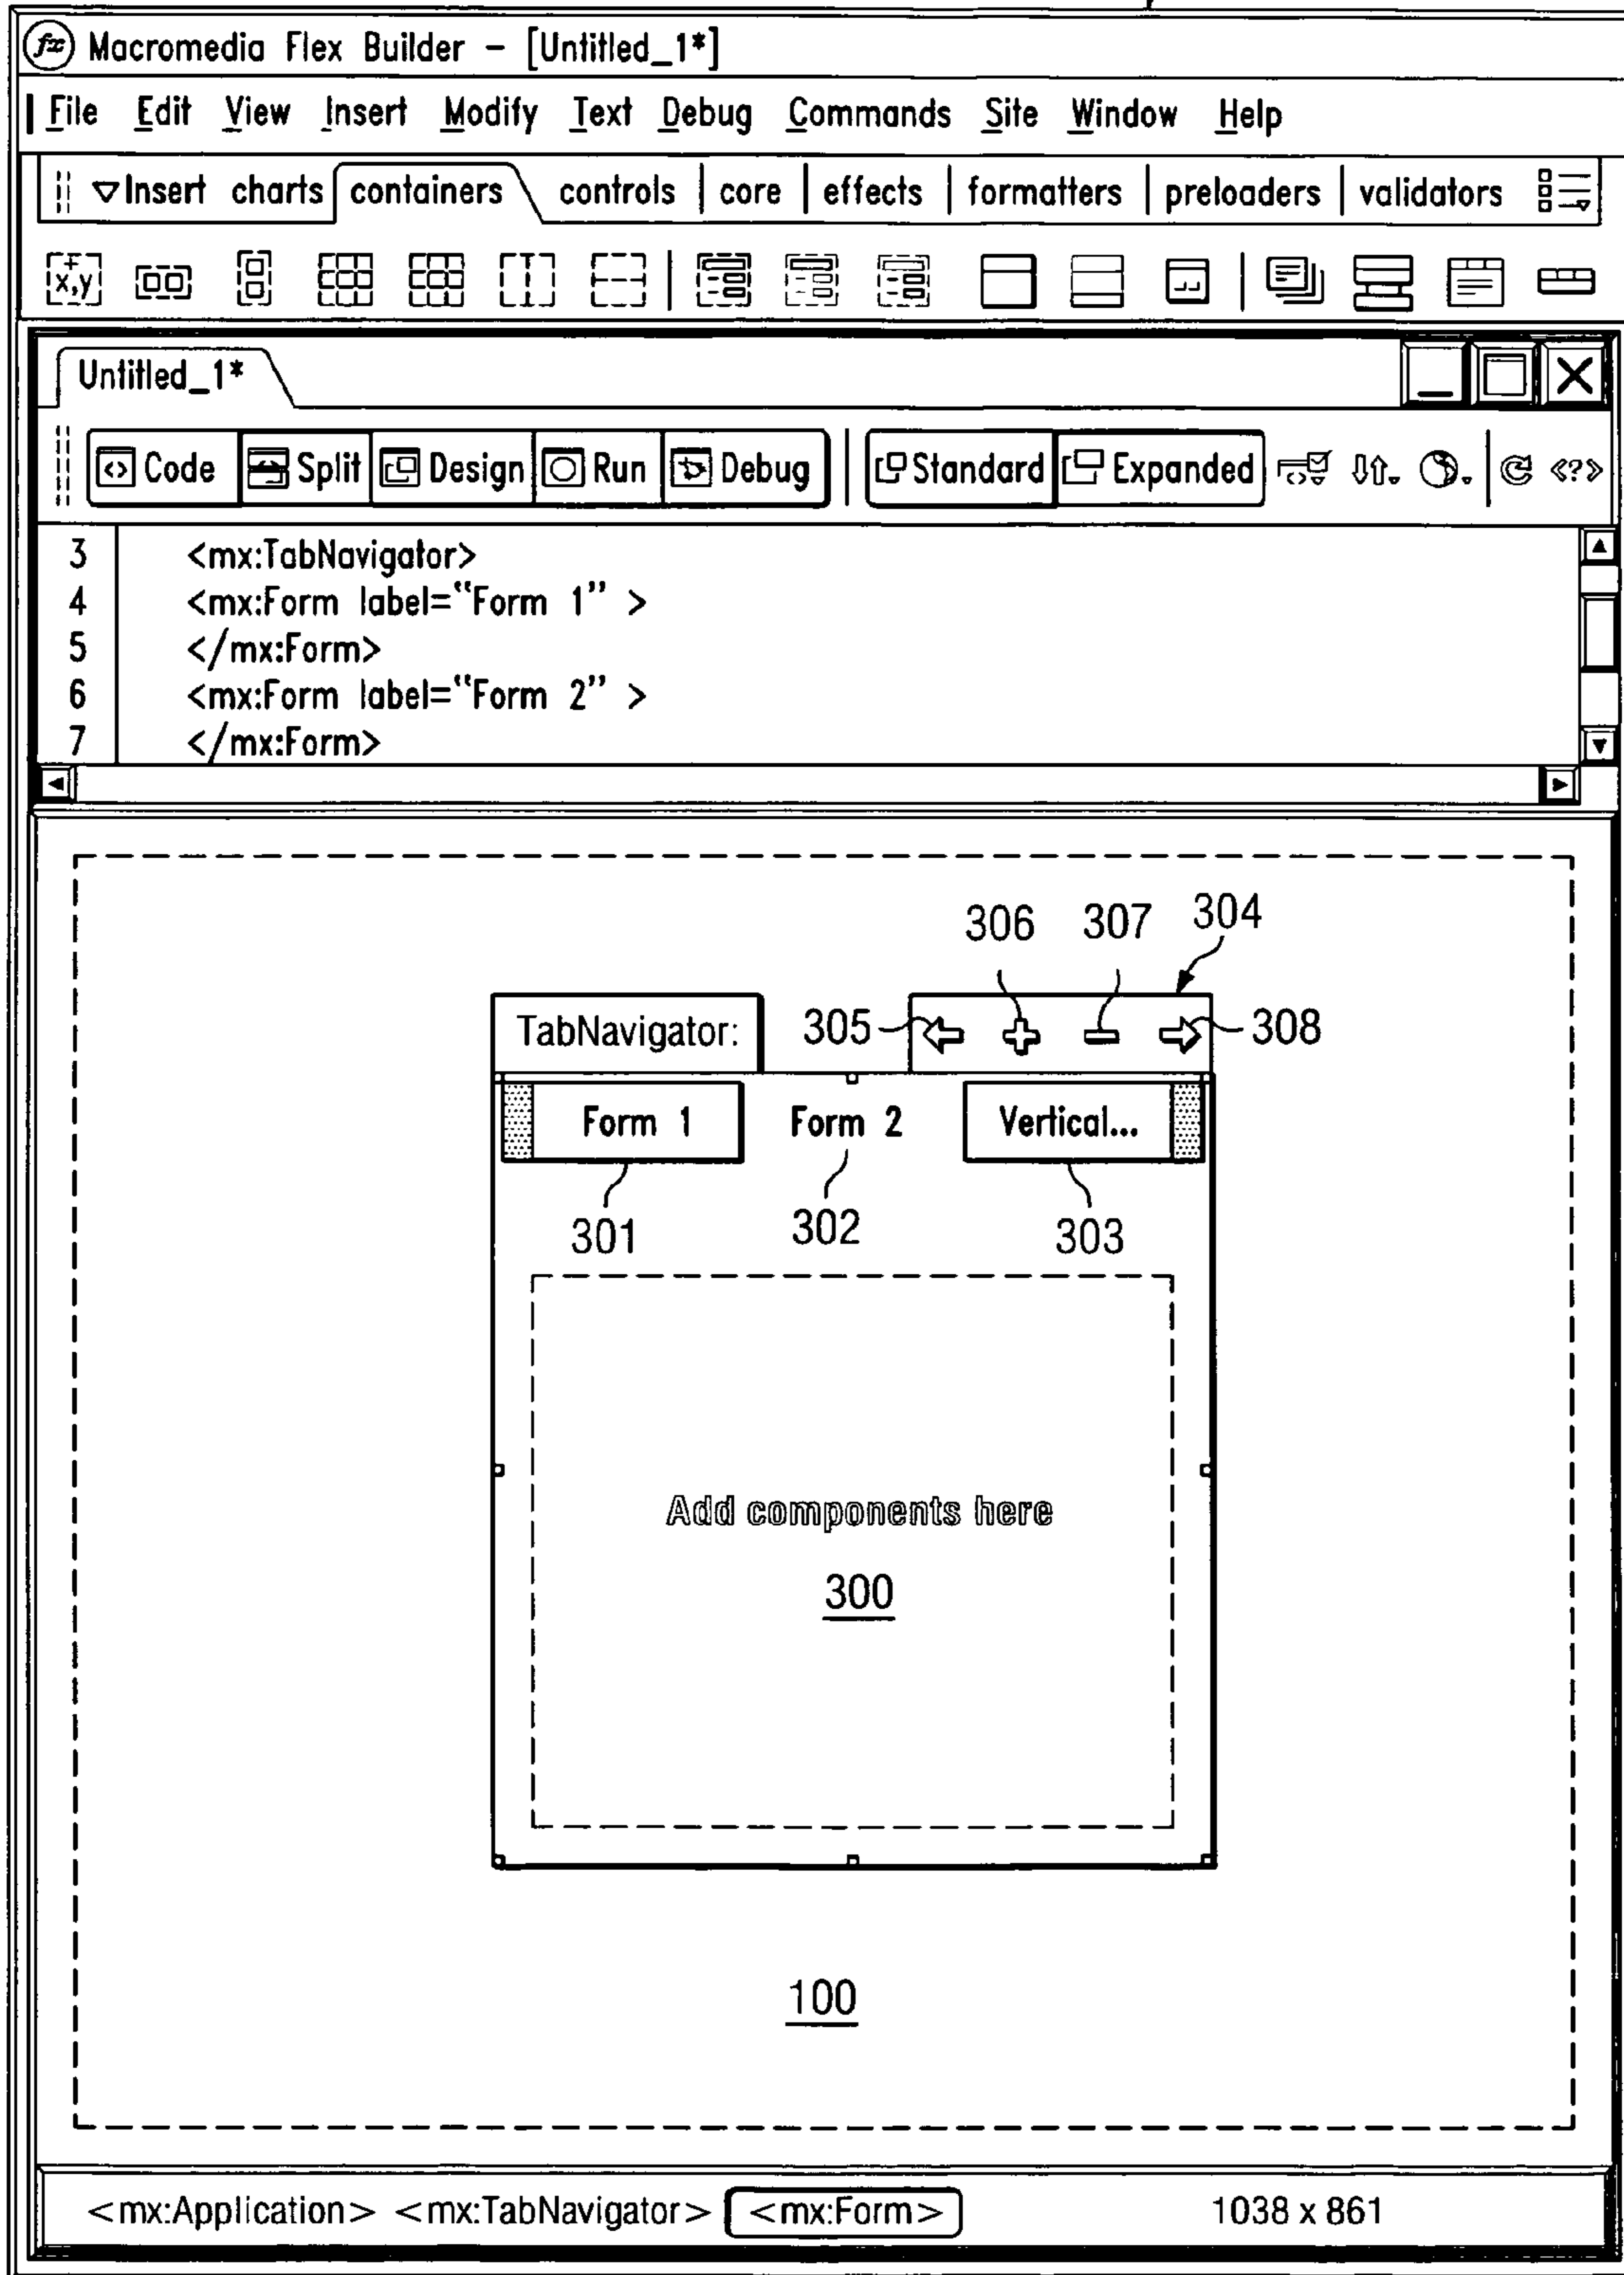 fx Macromedia Flex Builder – [Untitled_1*]
File Edit View Insert Modify Text Debug Commands Site Window Help
Insert charts containers controls core effects formatters preloaders validators
x,y
Untitled_1*
Code Split Design Run Debug Standard Expanded «?»
3 <mx:TabNavigator>
4 <mx:Form label="Form 1" >
5 </mx:Form>
6 <mx:Form label="Form 2" >
7 </mx:Form>
306 307 304
TabNavigator: 305 308
Form 1 Form 2 Vertical...
301 302 303
Add components here
300
100
<mx:Application> <mx:TabNavigator> <mx:Form> 1038 x 861